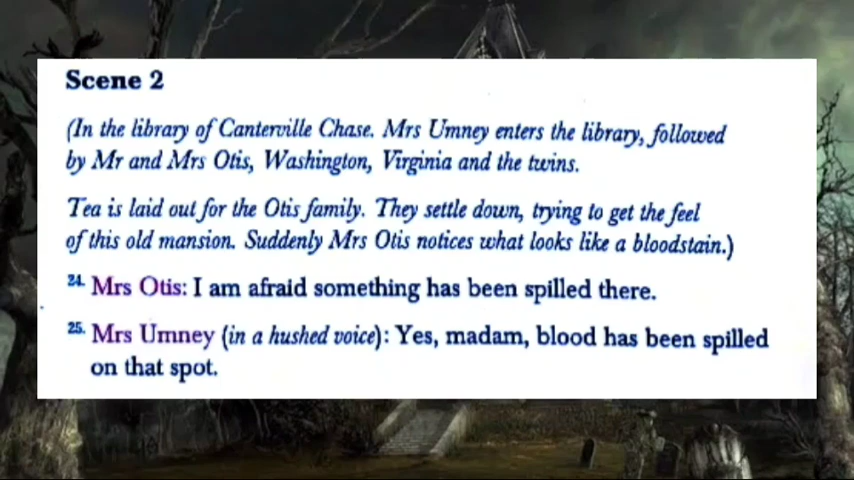 Scene 2
(In the library of Canterville Chase. Mrs Umney enters the library, followed
by Mr and Mrs Otis, Washington, Virginia and the twins.
Tea is laid out for the Otis family. They settle down, trying to get the feel
of this old mansion. Suddenly Mrs Otis notices what looks like a bloodstain.)
24. Mrs Otis: I am afraid something has been spilled there.
25. Mrs Umney (in a hushed voice): Yes, madam, blood has been spilled
on that spot.